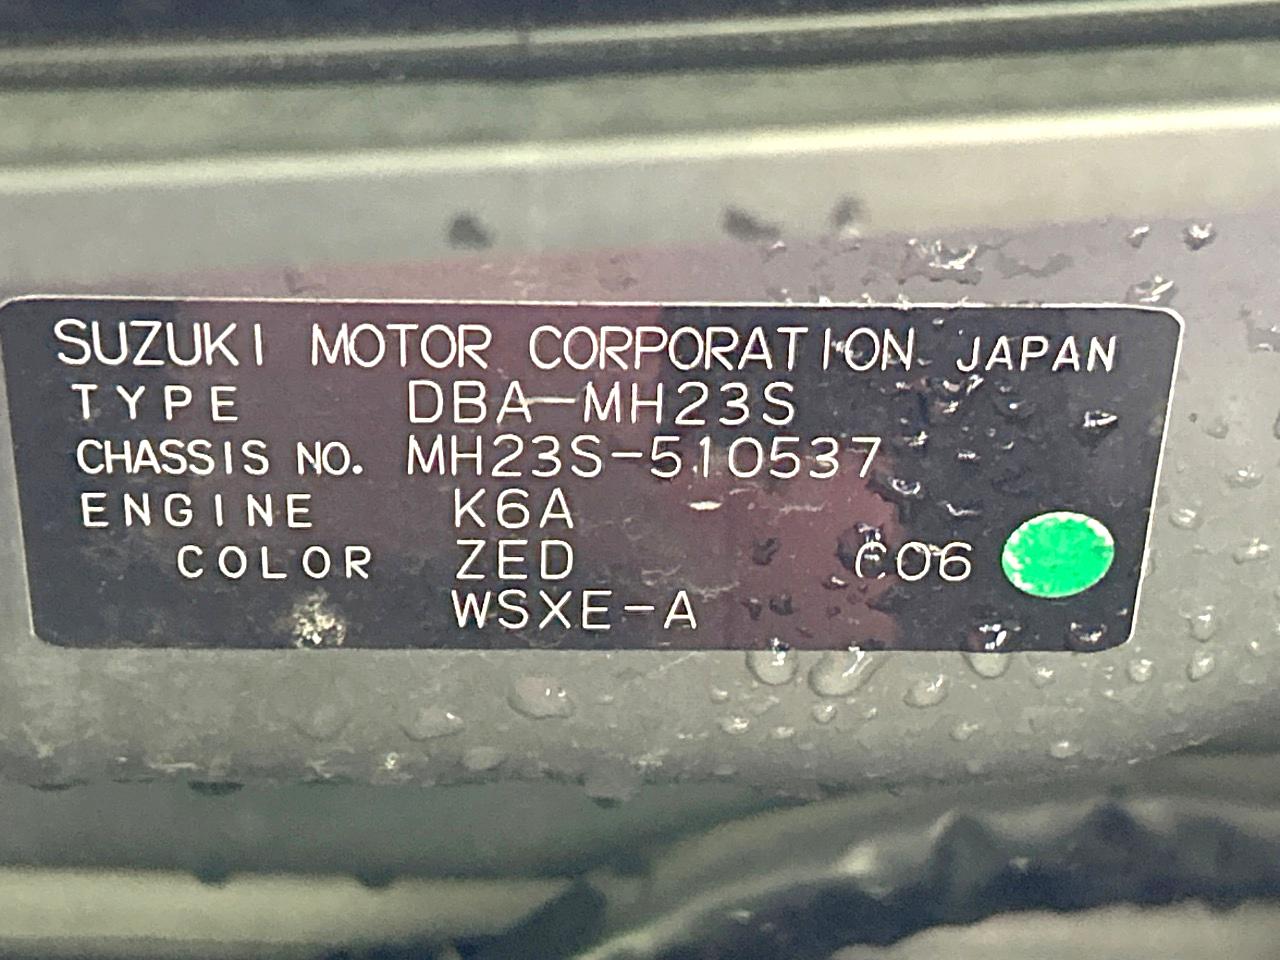 SUZUKI MOTOR CORPORATION JAPAN
TYPE DBA-MH23S
CHASSIS NO. MH23S-510537
ENGINE K6A
COLOR ZED C06
WSXE-A